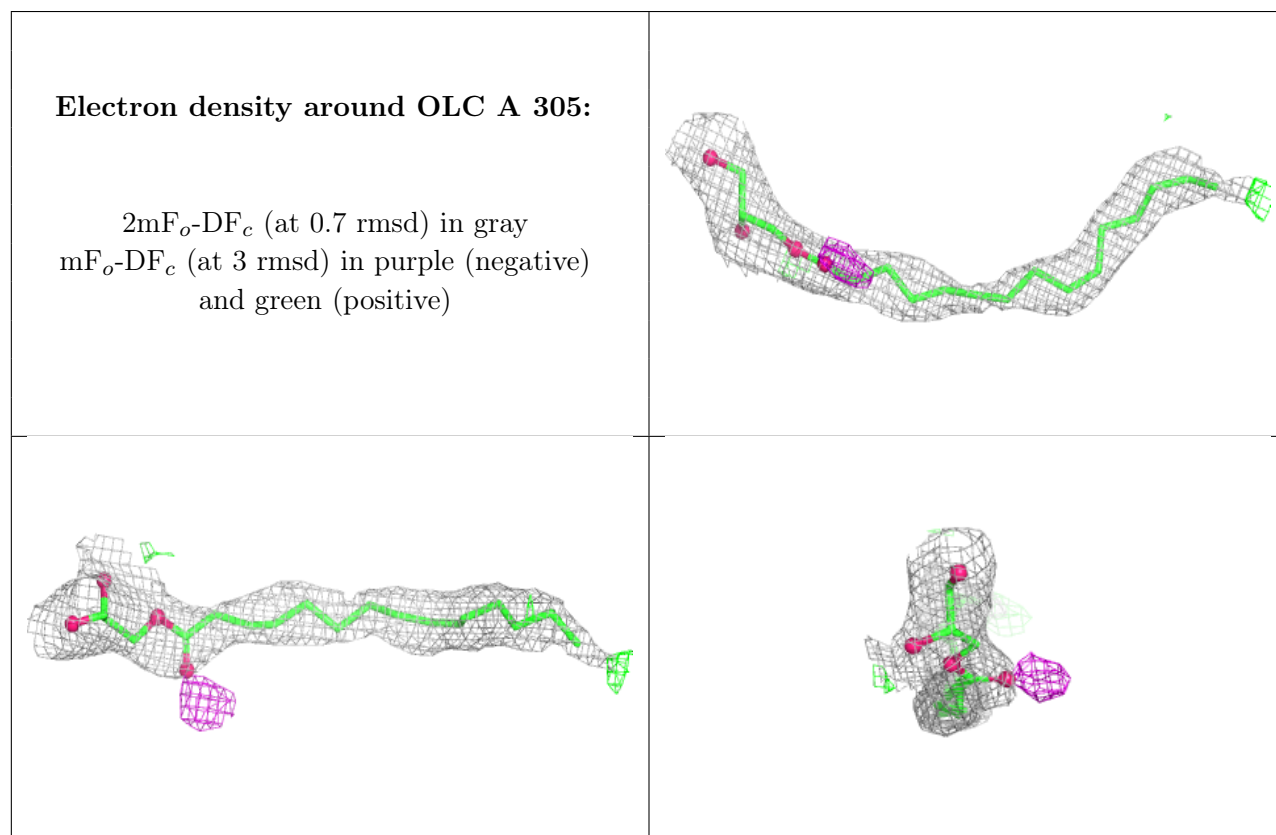 Electron density around OLC A 305:
2mFo-DFc (at 0.7 rmsd) in gray
mFo-DFc (at 3 rmsd) in purple (negative)
and green (positive)